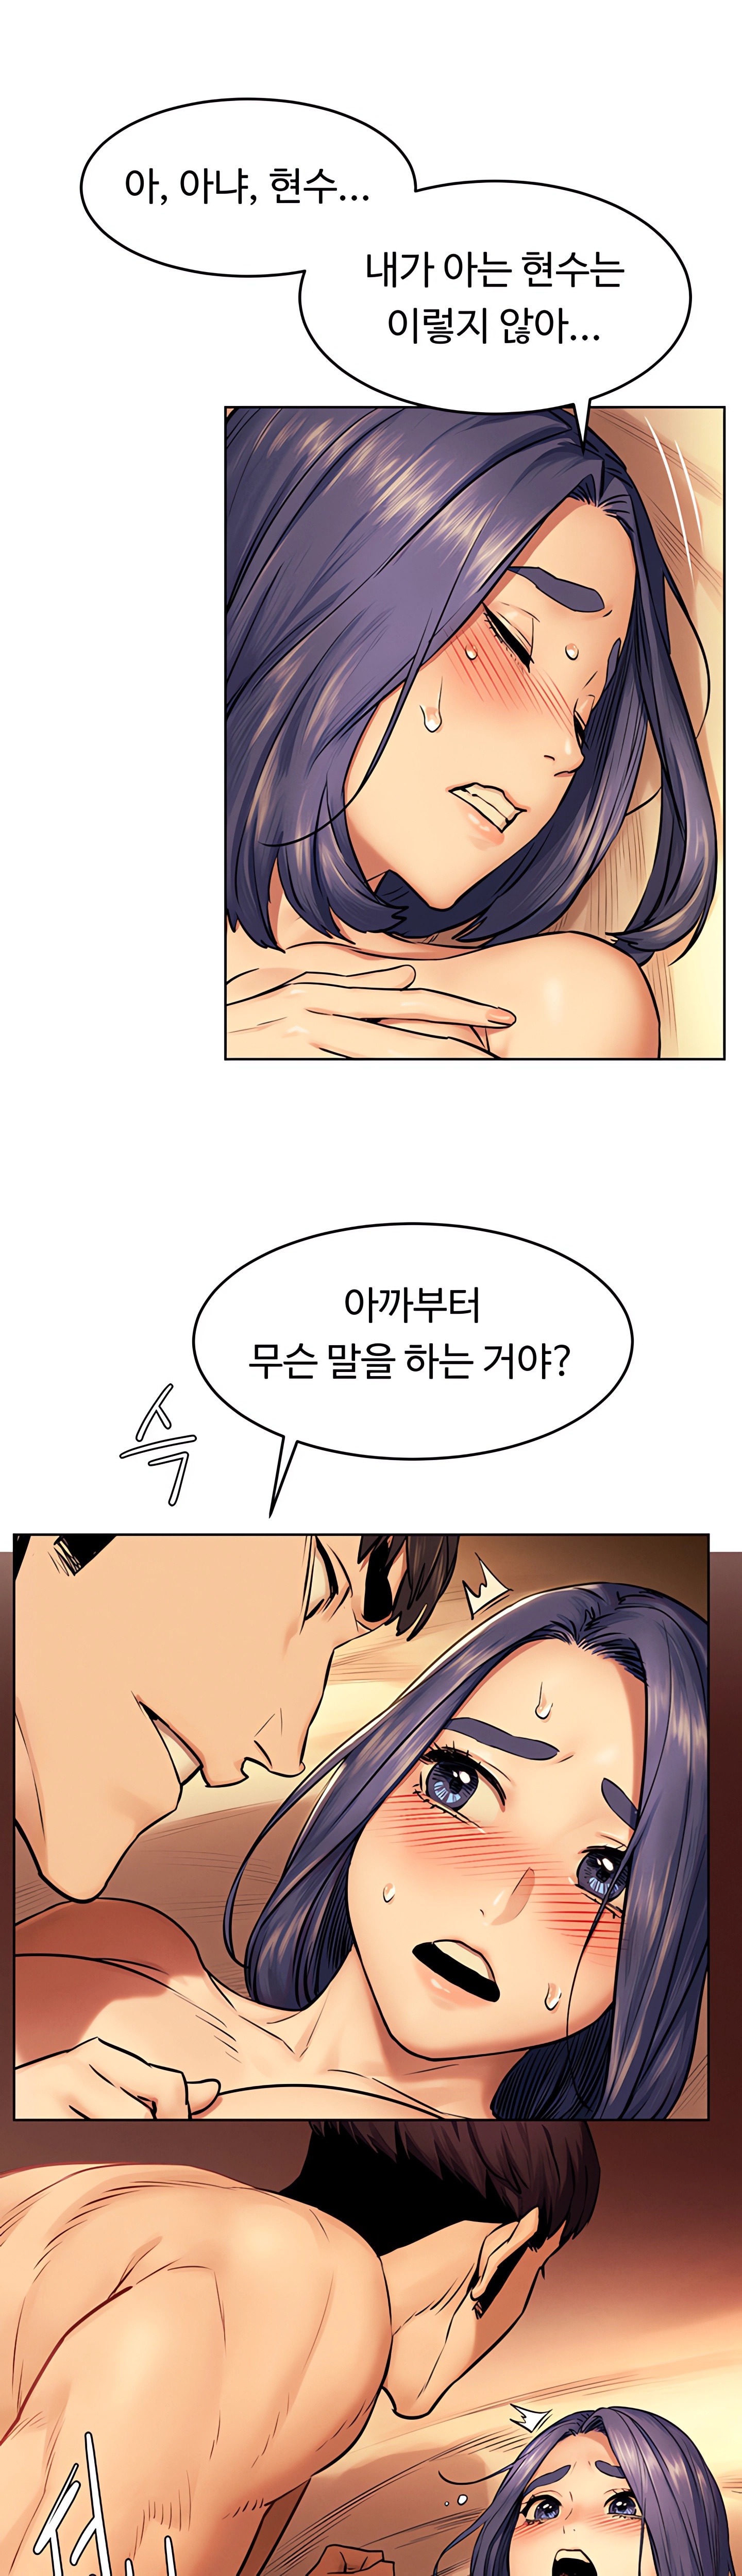 아, 아냐, 현수...
내가 아는 현수는
이렇지 않아...
아까부터
무슨 말을 하는 거야?
슥